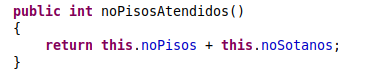 public int noPisosAtendidos()
{
    return this.noPisos + this.noSotanos;
}